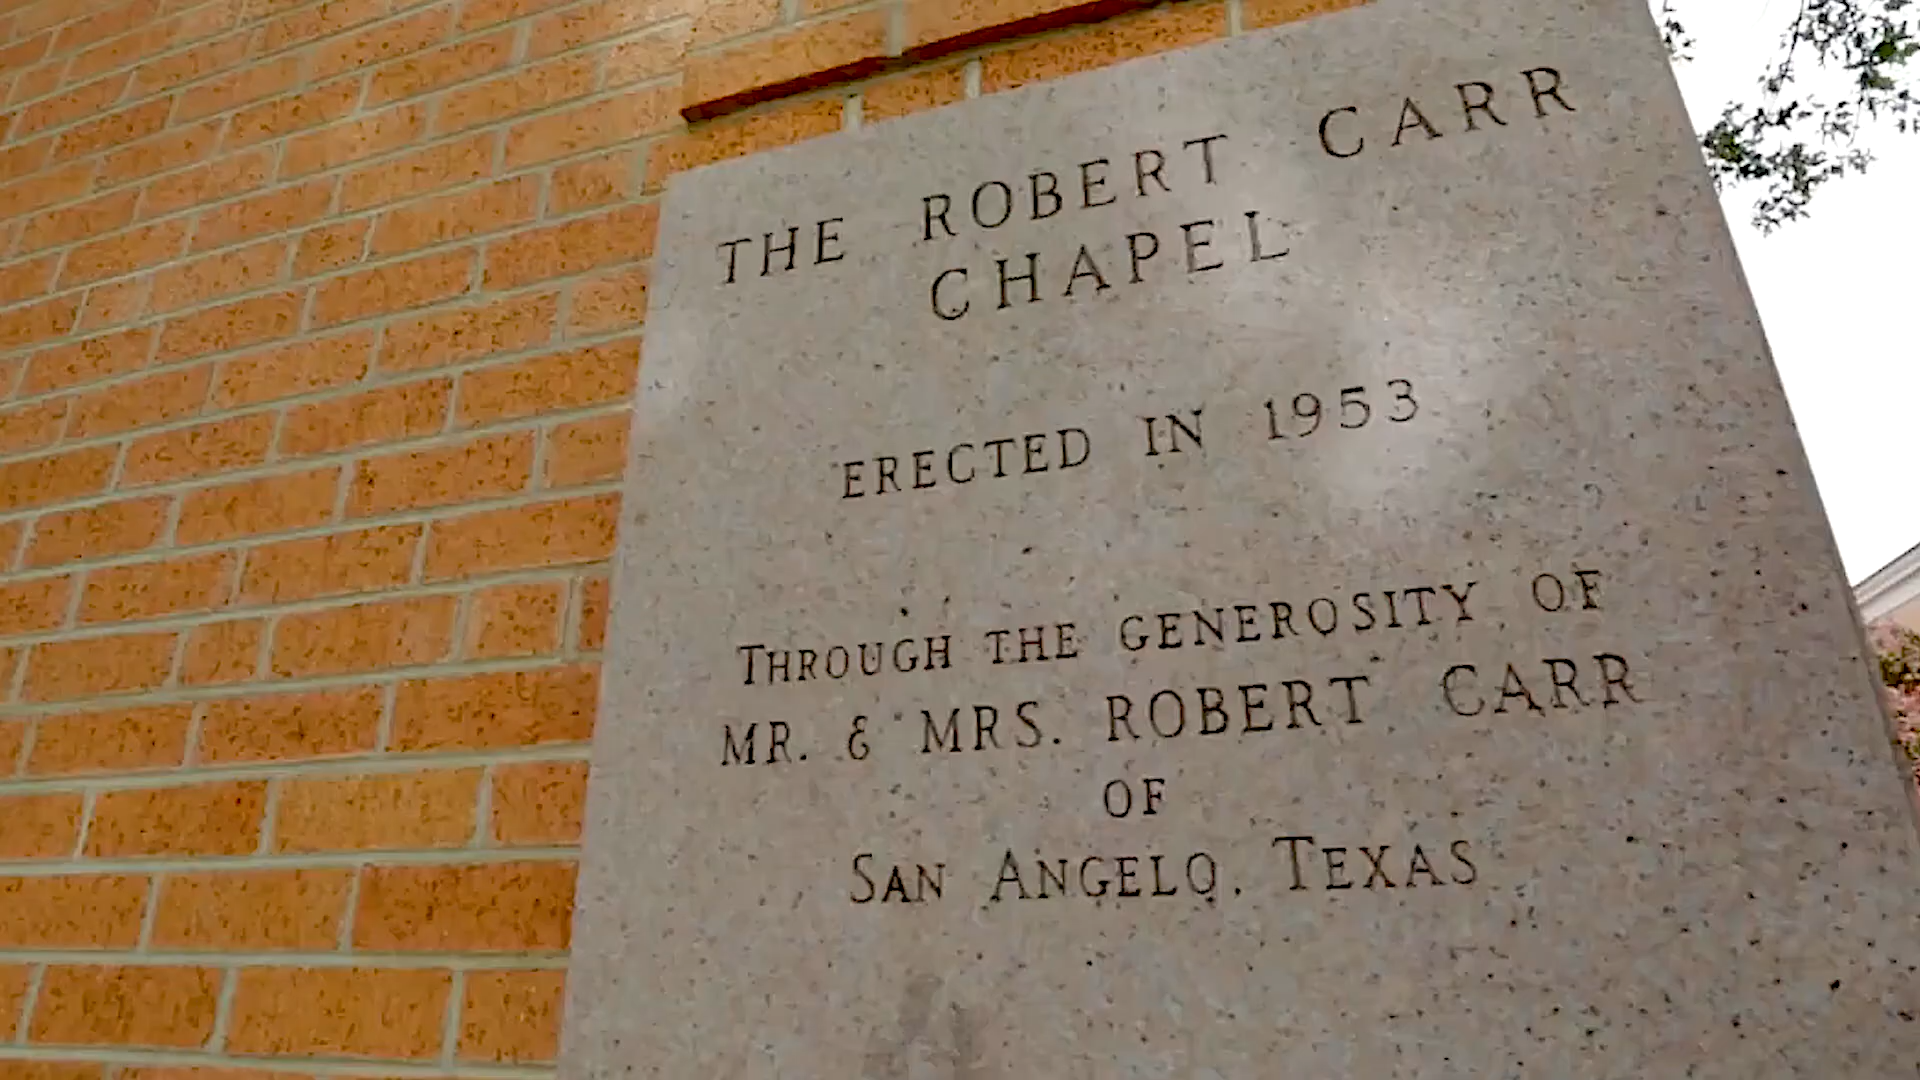 THE ROBERT CARR
CHAPEL
ERECTED IN 1953
THROUGH THE GENEROSITY OF
MR. & MRS. ROBERT CARR
OF
SAN ANGELO, TEXAS